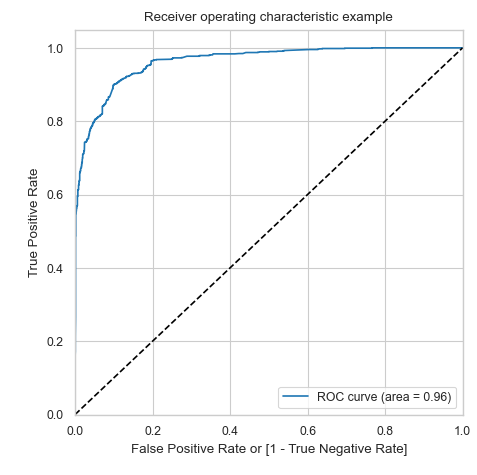 Receiver operating characteristic example
True Positive Rate
1.0
0.8
0.6
0.4
0.2
0.0
ROC curve (area = 0.96)
0.0 0.2 0.4 0.6 0.8 1.0
False Positive Rate or [1 - True Negative Rate]